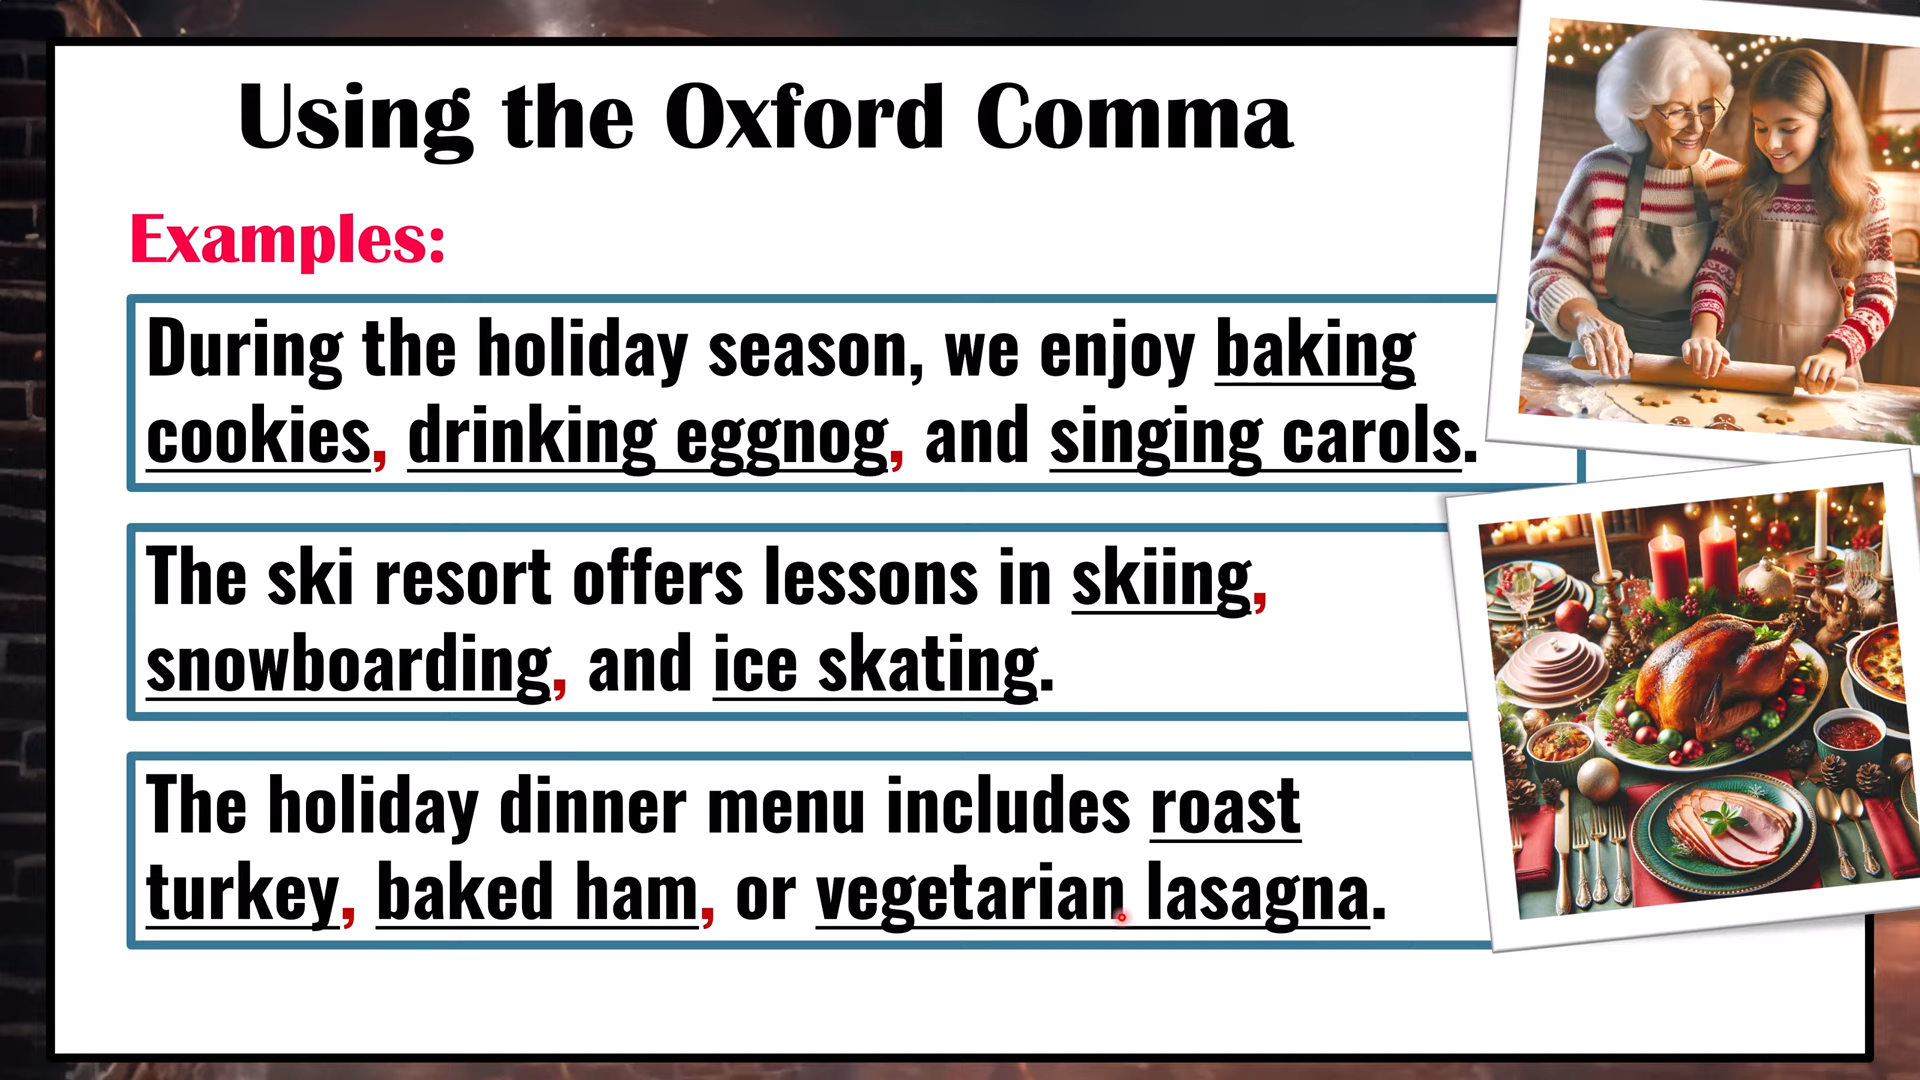 Using the Oxford Comma
Examples:
During the holiday season, we enjoy baking
cookies, drinking eggnog, and singing carols.
The ski resort offers lessons in skiing,
snowboarding, and ice skating.
The holiday dinner menu includes roast
turkey, baked ham, or vegetarian lasagna.